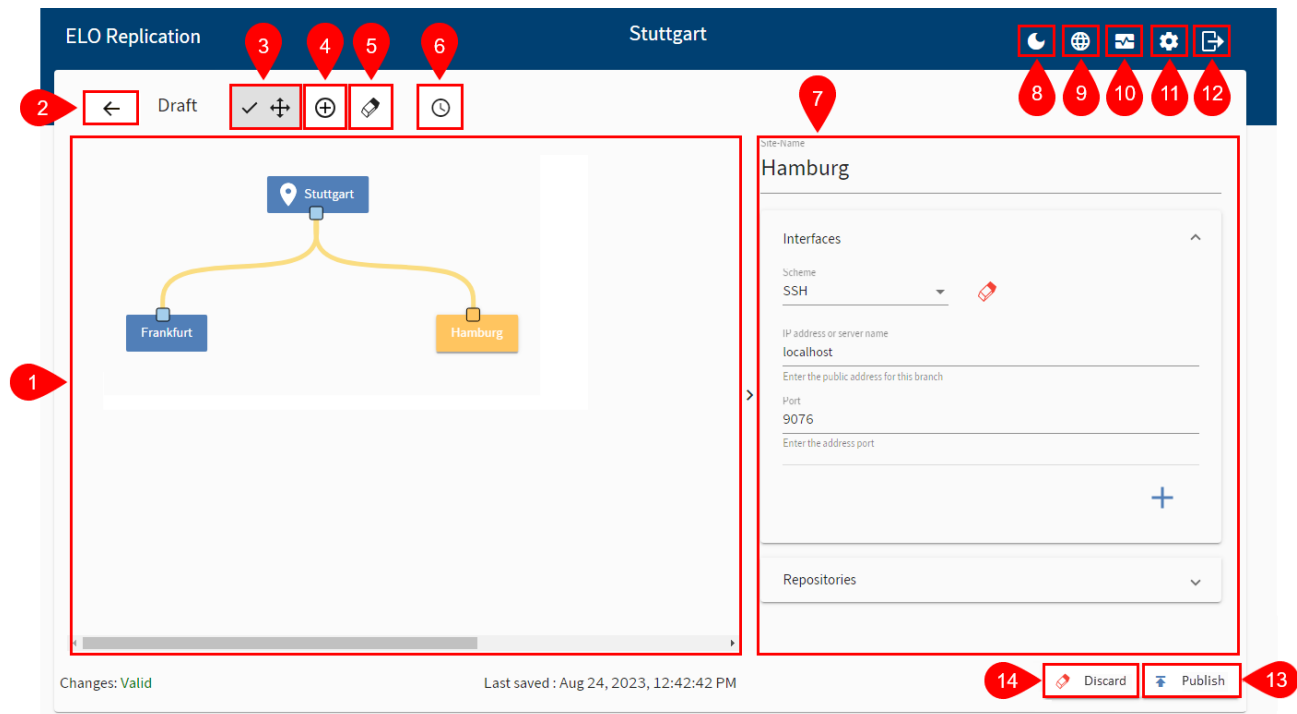 ELO Replication
Stuttgart
3
4
5
6
7
8
9
10
11
12
2
Draft
Site-Name
Hamburg
Stuttgart
Interfaces
Scheme
SSH
Frankfurt
Hamburg
IP address or server name
localhost
1
Enter the public address for this branch
Port
9076
Enter the address port
Repositories
Changes: Valid
Last saved : Aug 24, 2023, 12:42:42 PM
14
Discard
Publish
13